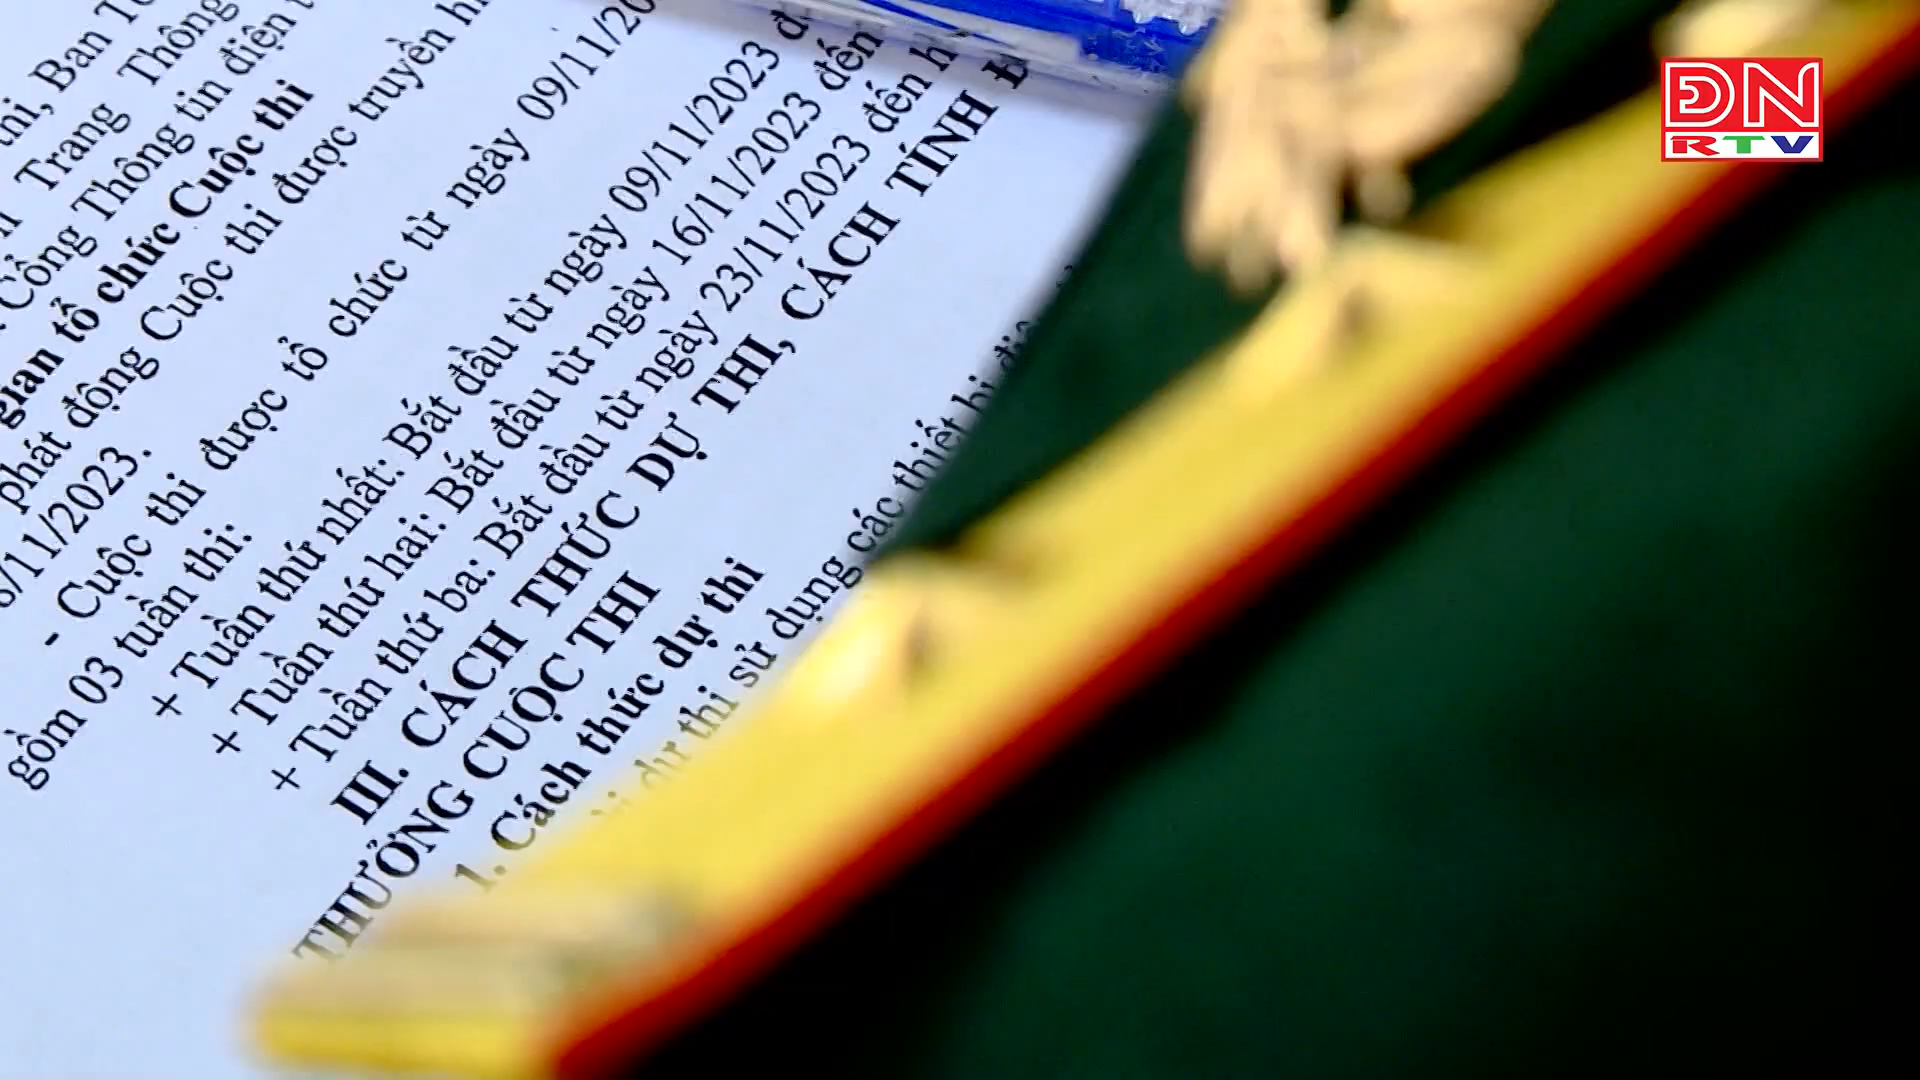 Ban
Trang Thông
Cổng Thông tin điện
gian tổ chức Cuộc thi
phát động Cuộc thi được truyền
/11/2023.
- Cuộc thi được tổ chức từ ngày 09/11/20
gồm 03 tuần thi:
+ Tuần thứ nhất: Bắt đầu từ ngày 09/11/2023
+ Tuần thứ hai: Bắt đầu từ ngày 16/11/2023 đến
+ Tuần thứ ba: Bắt đầu từ ngày 23/11/2023 đến
III. CÁCH THỨC DỰ THI, CÁCH TÍNH
THƯỞNG CUỘC THI
1. Cách thức dự thi
dự thi sử dụng các thiết bị
ĐN
RTV